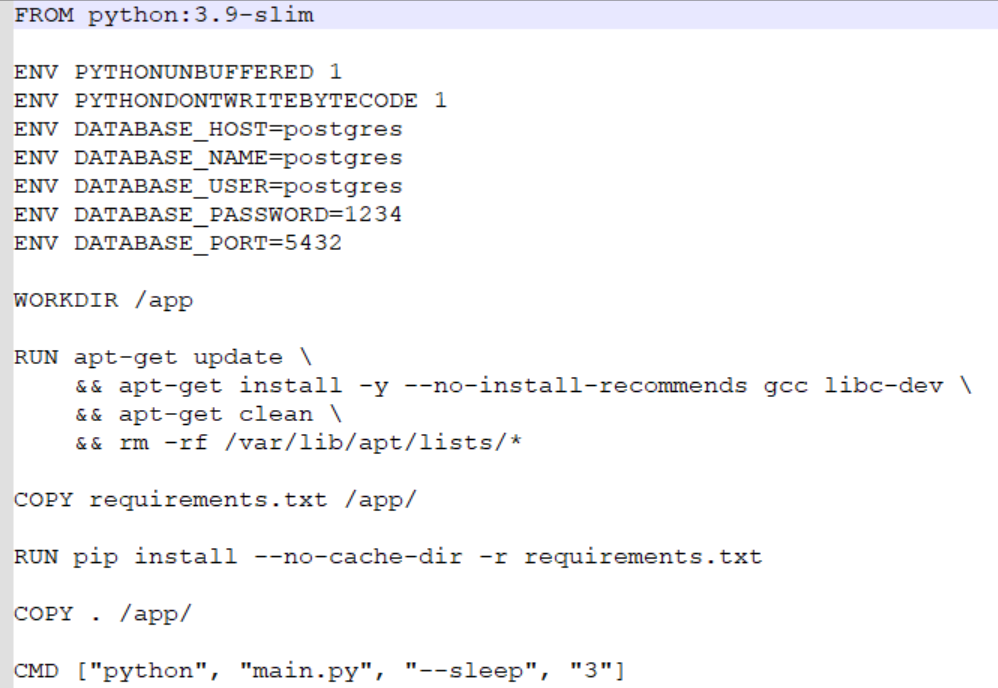 FROM python:3.9-slim
ENV PYTHONUNBUFFERED 1
ENV PYTHONDONTWRITEBYTECODE 1
ENV DATABASE_HOST=postgres
ENV DATABASE_NAME=postgres
ENV DATABASE_USER=postgres
ENV DATABASE_PASSWORD=1234
ENV DATABASE_PORT=5432
WORKDIR /app
RUN apt-get update \
    && apt-get install -y --no-install-recommends gcc libc-dev \
    && apt-get clean \
    && rm -rf /var/lib/apt/lists/*
COPY requirements.txt /app/
RUN pip install --no-cache-dir -r requirements.txt
COPY . /app/
CMD ["python", "main.py", "--sleep", "3"]